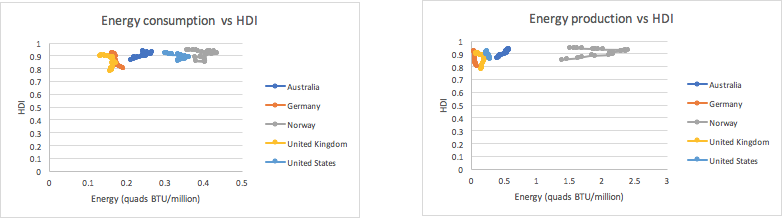 Energy consumption vs HDI
1
0.9
0.8
0.7
0.6
0.5
0.4
0.3
0.2
0.1
0
HDI
0
0.1
0.2
0.3
0.4
0.5
Energy (quads BTU/million)
Australia
Germany
Norway
United Kingdom
United States
Energy production vs HDI
1
0.9
0.8
0.7
0.6
0.5
0.4
0.3
0.2
0.1
0
HDI
0
0.5
1
1.5
2
2.5
3
Energy (quads BTU/million)
Australia
Germany
Norway
United Kingdom
United States